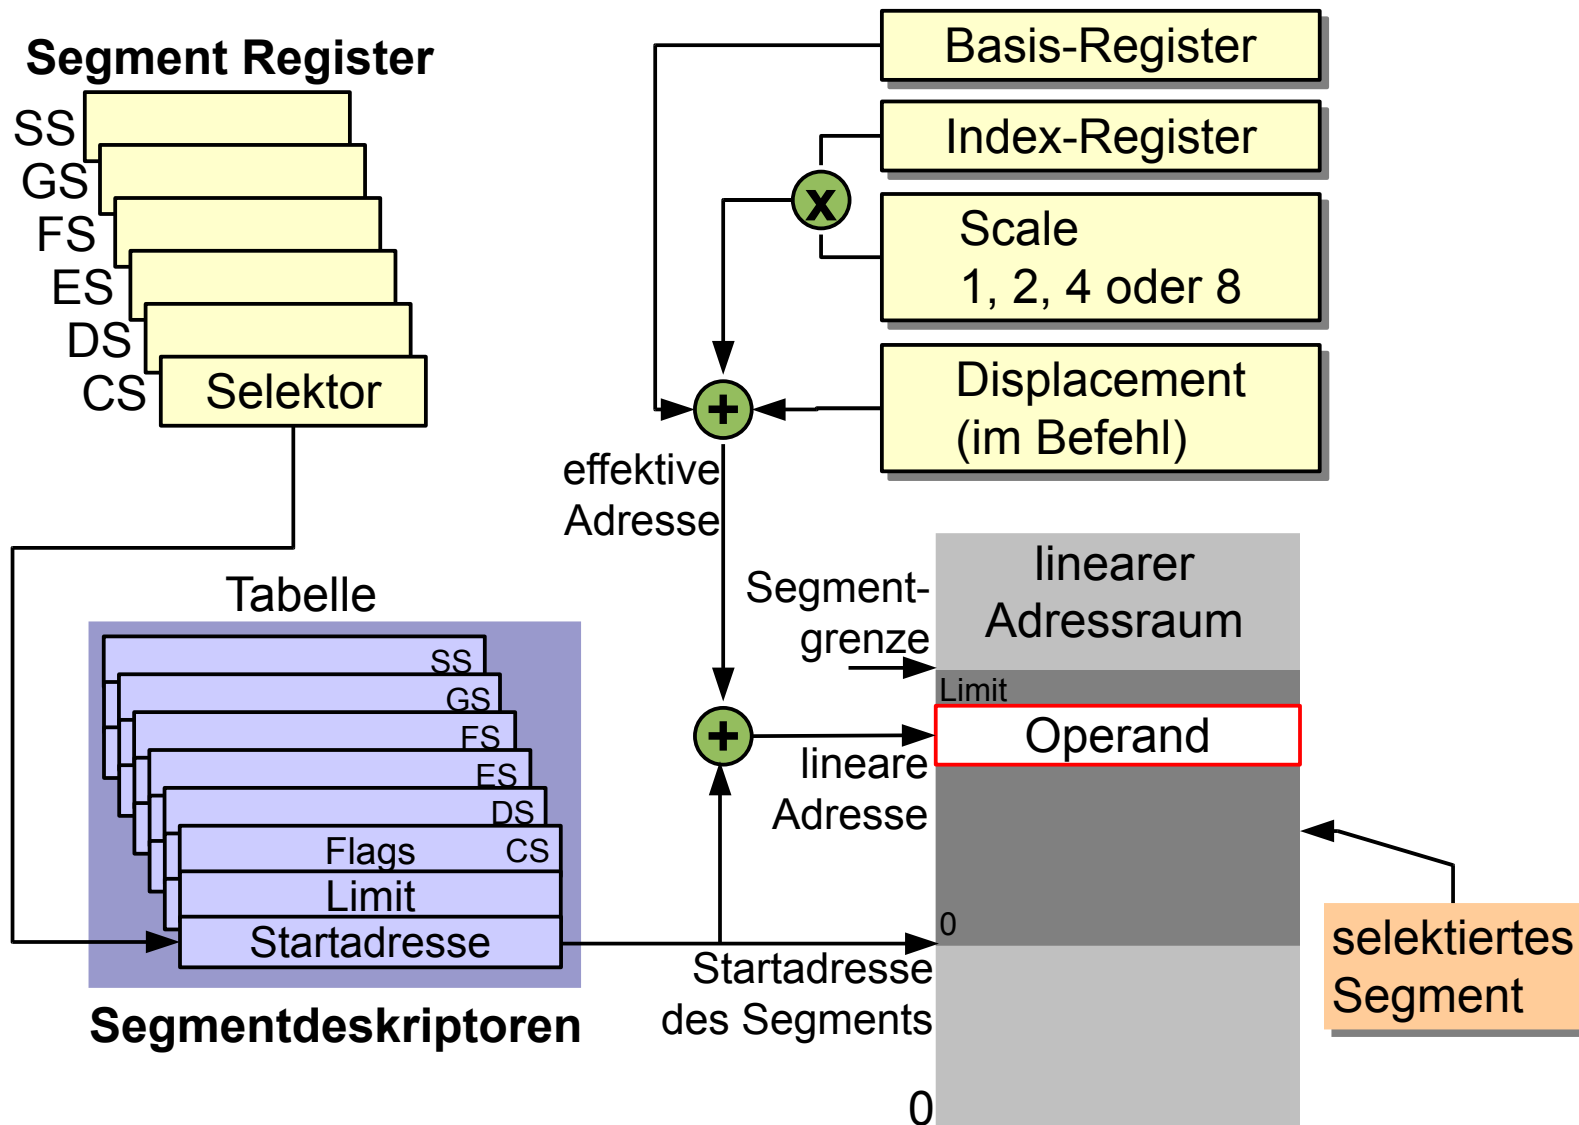 Segment Register
SS
GS
FS
ES
DS
CS
Selektor
Basis-Register
Index-Register
x
Scale
1, 2, 4 oder 8
Displacement
(im Befehl)
+
effektive
Adresse
Tabelle
SS
GS
FS
ES
DS
Flags CS
Limit
Startadresse
Segmentdeskriptoren
Segment-
grenze
linearer
Adressraum
Limit
Operand
+
lineare
Adresse
0
Startadresse
des Segments
0
selektiertes
Segment